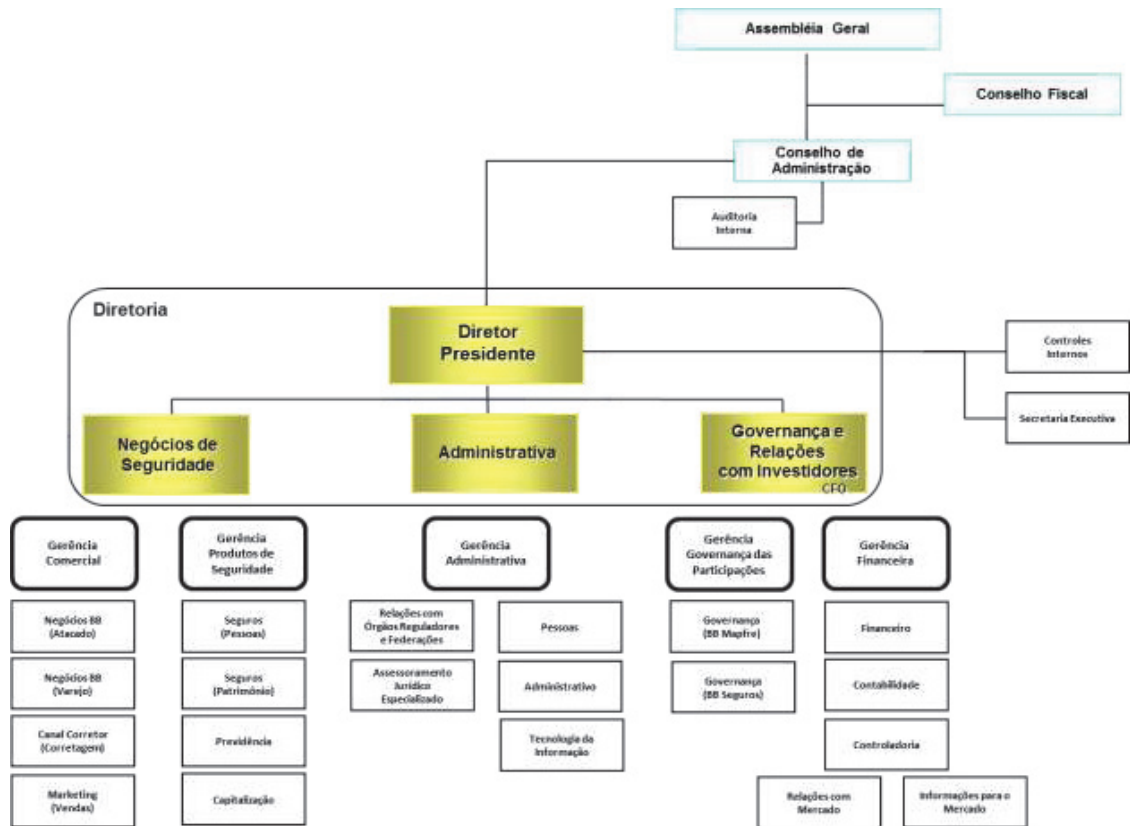 Assembléia Geral
Conselho Fiscal
Conselho de
Administração
Auditoria
Interna
Diretoria
Diretor
Presidente
Controles
Internos
Secretaria Executiva
Negócios de
Seguridade
Administrativa
Governança e
Relações
com Investidores
CFO
Gerência
Comercial
Gerência
Produtos de
Seguridade
Gerência
Administrativa
Gerência
Governança das
Participações
Gerência
Financeira
Negócios BB
(Atacado)
Seguros
(Pessoas)
Relações com
Órgãos Reguladores
e Federações
Pessoas
Governança
(BB Mapfre)
Financeiro
Negócios BB
(Varejo)
Seguros
(Patrimônio)
Assessoramento
Jurídico
Especializado
Administrativo
Governança
(BB Seguros)
Contabilidade
Canal Corretor
(Corretagem)
Previdência
Tecnologia da
Informação
Controladoria
Marketing
(Vendas)
Capitalização
Relações com
Mercado
Informações para o
Mercado